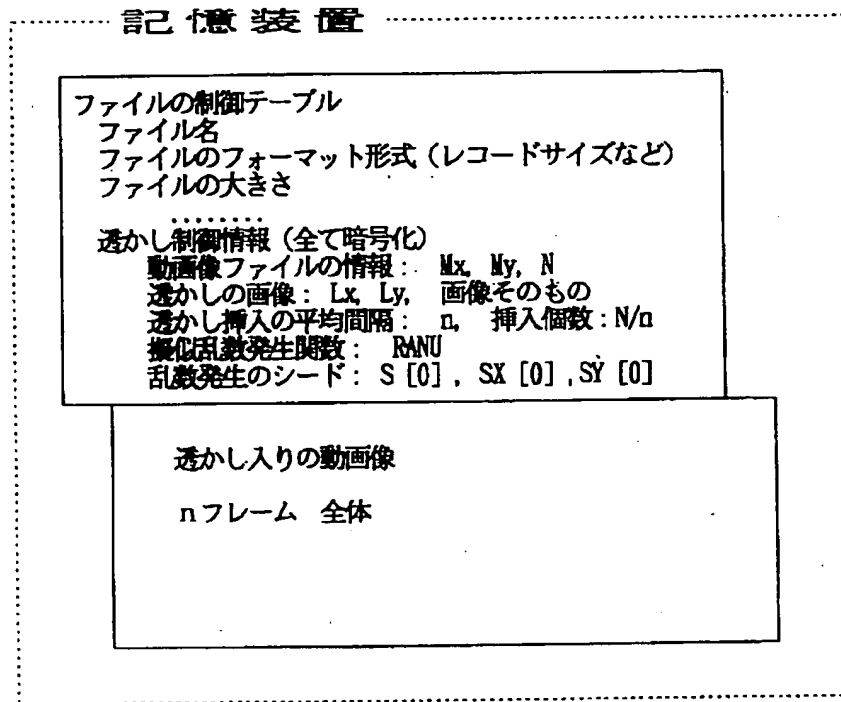 記憶装置
ファイルの制御テーブル
ファイル名
ファイルのフォーマット形式（レコードサイズなど）
ファイルの大きさ
........
透かし制御情報（全て暗号化）
動画像ファイルの情報： Mx, My, N
透かしの画像：Lx, Ly, 画像そのもの
透かし挿入の平均間隔： n, 挿入個数：N/n
擬似乱数発生関数： RANU
乱数発生のシード：S [0] , SX [0] ,SY [0]
透かし入りの動画像
nフレーム 全体